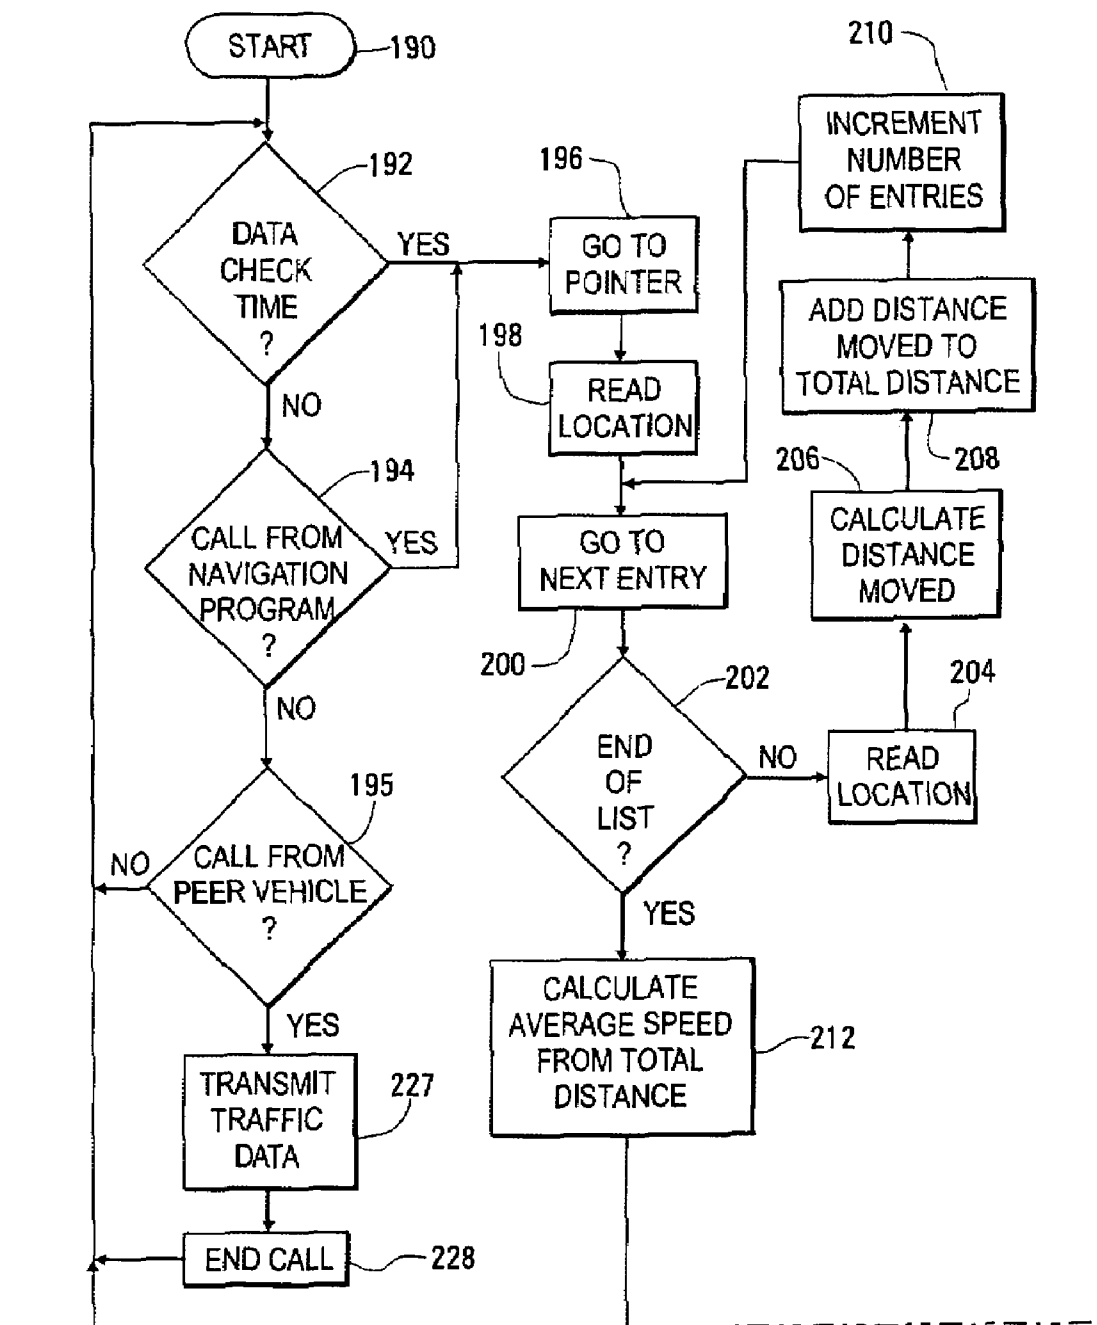 START
190
192
DATA
CHECK
TIME
?
YES
NO
194
CALL FROM
NAVIGATION
PROGRAM
?
YES
NO
195
CALL FROM
PEER VEHICLE
?
NO
YES
TRANSMIT
TRAFFIC
DATA
227
END CALL
228
196
GO TO
POINTER
198
READ
LOCATION
GO TO
NEXT ENTRY
200
202
END
OF
LIST
?
NO
YES
204
READ
LOCATION
206
CALCULATE
DISTANCE
MOVED
208
ADD DISTANCE
MOVED TO
TOTAL DISTANCE
210
INCREMENT
NUMBER
OF ENTRIES
CALCULATE
AVERAGE SPEED
FROM TOTAL
DISTANCE
212